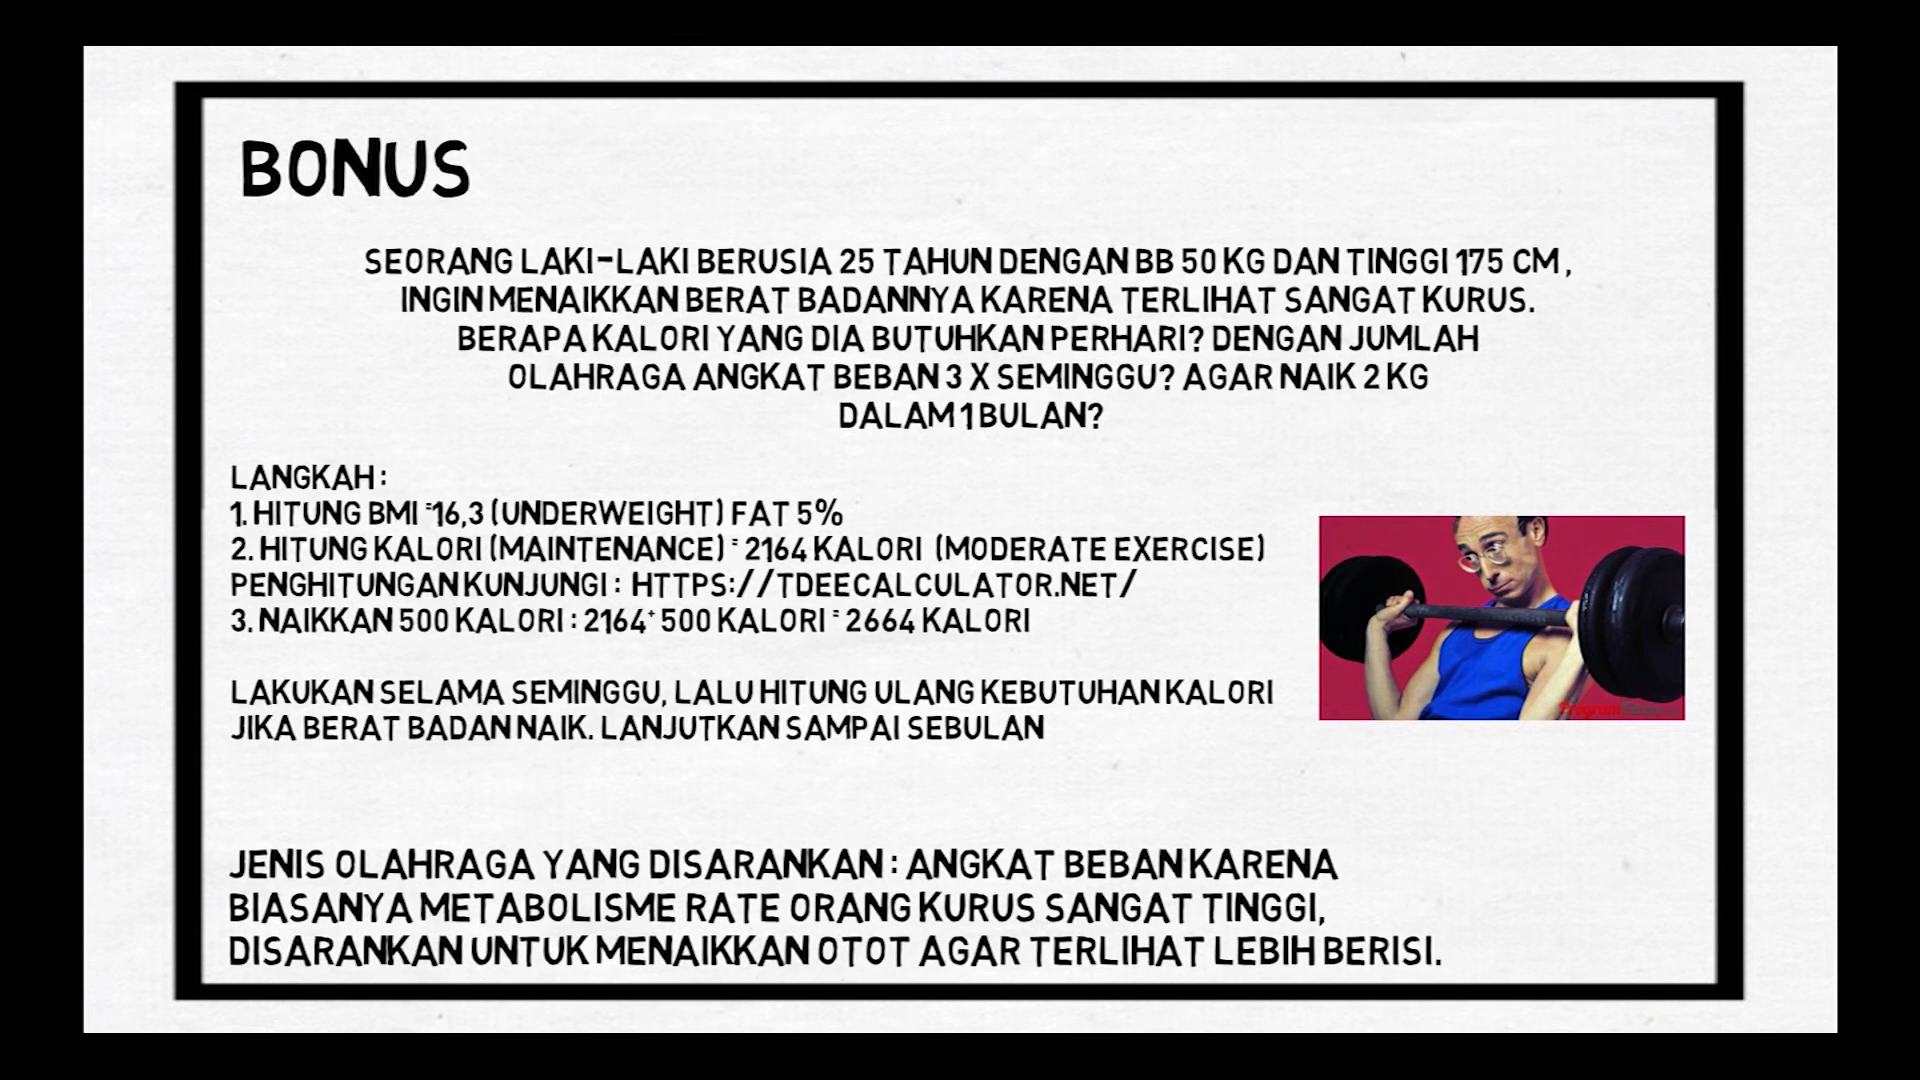 BONUS
SEORANG LAKI-LAKI BERUSIA 25 TAHUN DENGAN BB 50 KG DAN TINGGI 175 CM,
INGIN MENAIKKAN BERAT BADANNYA KARENA TERLIHAT SANGAT KURUS.
BERAPA KALORI YANG DIA BUTUHKAN PERHARI? DENGAN JUMLAH
OLAHRAGA ANGKAT BEBAN 3 X SEMINGGU? AGAR NAIK 2 KG
DALAM 1 BULAN?
LANGKAH :
1. HITUNG BMI =16,3 (UNDERWEIGHT) FAT 5%
2. HITUNG KALORI (MAINTENANCE) = 2164 KALORI (MODERATE EXERCISE)
PENGHITUNGAN KUNJUNGI : HTTPS://TDEECALCULATOR.NET/
3. NAIKKAN 500 KALORI : 2164+ 500 KALORI = 2664 KALORI
LAKUKAN SELAMA SEMINGGU, LALU HITUNG ULANG KEBUTUHAN KALORI
JIKA BERAT BADAN NAIK. LANJUTKAN SAMPAI SEBULAN
JENIS OLAHRAGA YANG DISARANKAN : ANGKAT BEBAN KARENA
BIASANYA METABOLISME RATE ORANG KURUS SANGAT TINGGI,
DISARANKAN UNTUK MENAIKKAN OTOT AGAR TERLIHAT LEBIH BERISI.
Program